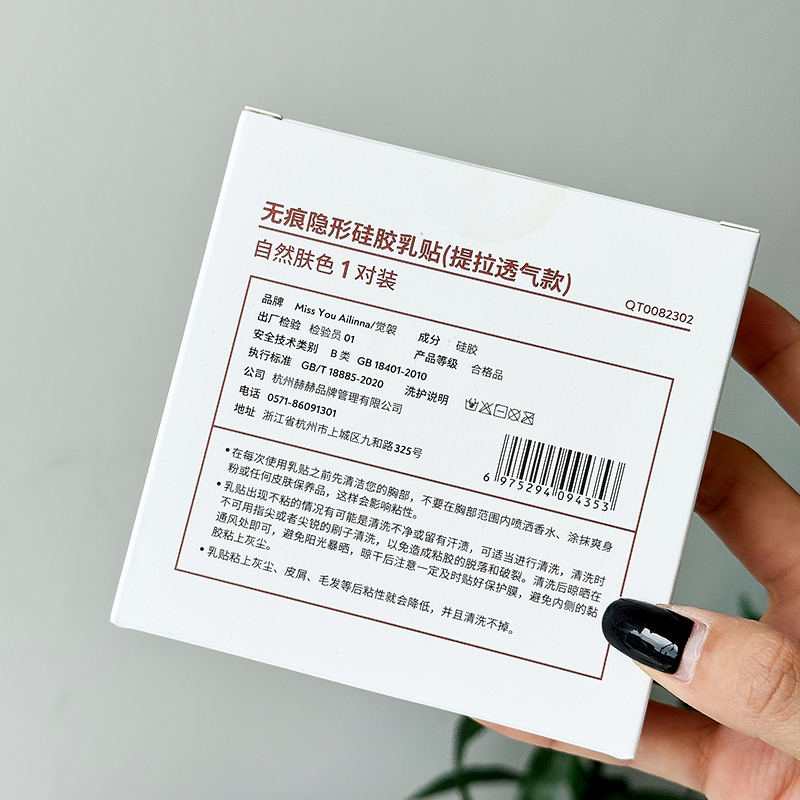 无痕隐形硅胶乳贴(提拉透气款)
自然肤色 1 对装
QT0082302
品牌 Miss You Ailinna/觉袈 成分 硅胶
出厂检验 检验员 01 产品等级 合格品
安全技术类别 B 类 GB 18401-2010
执行标准 GB/T 18885-2020 洗护说明
公司 杭州赫赫品牌管理有限公司
电话 0571-86091301
地址 浙江省杭州市上城区九和路325号
6 975294 094353
•在每次使用乳贴之前先清洁您的胸部，不要在胸部范围内喷洒香水、涂抹爽身
粉或任何皮肤保养品，这样会影响粘性。
•乳贴出现不粘的情况有可能是清洗不净或留有汗渍，可适当进行清洗，清洗时
不可用指尖或者尖锐的刷子清洗，以免造成粘胶的脱落和破裂。清洗后晾晒在
通风处即可，避免阳光暴晒，晾干后注意一定及时贴好保护膜，避免内侧的黏
胶粘上灰尘。
•乳贴粘上灰尘、皮屑、毛发等后粘性就会降低，并且清洗不掉。